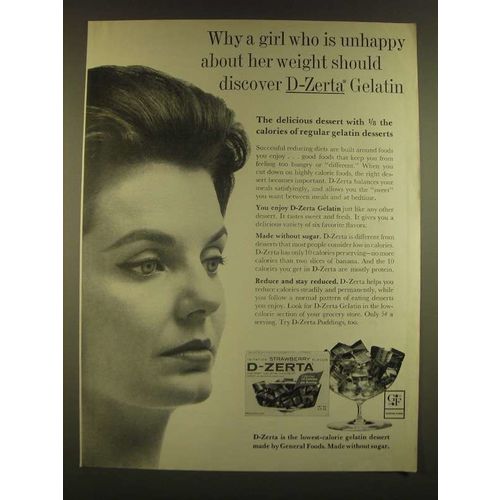 Why a girl who is unhappy
about her weight should
discover D-Zerta® Gelatin
The delicious dessert with 1/8 the
calories of regular gelatin desserts
Successful reducing diets are built around foods
you enjoy . . . good foods that keep you from
feeling too hungry or "different." When you
cut down on highly caloric foods, the right des-
sert becomes important. D-Zerta balances your
meals satisfyingly, and allows you the "sweet"
you want between meals and at bedtime.
You enjoy D-Zerta Gelatin just like any other
dessert. It tastes sweet and fresh. It gives you a
delicious variety of six favorite flavors.
Made without sugar. D-Zerta is different from
desserts that most people consider low in calories.
D-Zerta has only 10 calories per serving—no more
calories than two slices of banana. And the 10
calories you get in D-Zerta are mostly protein.
Reduce and stay reduced. D-Zerta helps you
reduce calories steadily and permanently, while
you follow a normal pattern of eating desserts
you enjoy. Look for D-Zerta Gelatin in the low-
calorie section of your grocery store. Only 5¢ a
serving. Try D-Zerta Puddings, too.
IMITATION STRAWBERRY FLAVOR
D-ZERTA
GF
D-Zerta is the lowest-calorie gelatin dessert
made by General Foods. Made without sugar.